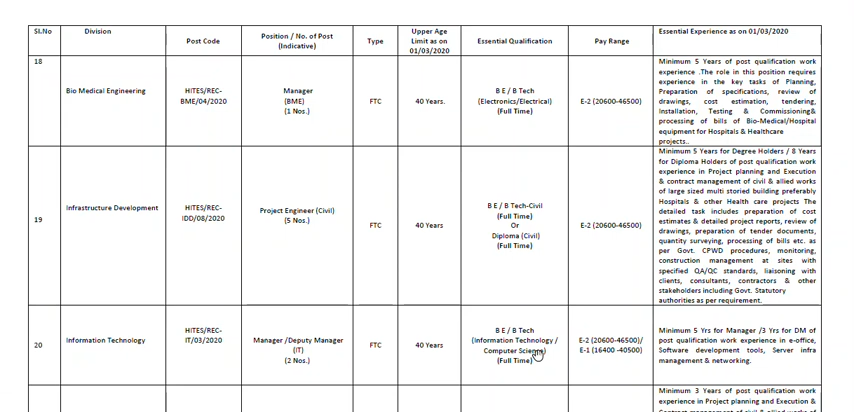 Sl.No
Division
Post Code
Position / No. of Post
(Indicative)
Type
Upper Age
Limit as on
01/03/2020
Essential Qualification
Pay Range
Essential Experience as on 01/03/2020
18
Bio Medical Engineering
HITES/REC-
BME/04/2020
Manager
(BME)
(1 Nos.)
FTC
40 Years.
B E / B Tech
(Electronics/Electrical)
(Full Time)
E-2 (20600-46500)
Minimum 5 Years of post qualification work
experience .The role in this position requires
experience in the key tasks of Planning,
Preparation of specifications, review of
drawings, cost estimation, tendering,
Installation, Testing & Commissioning&
processing of bills of Bio-Medical/Hospital
equipment for Hospitals & Healthcare
projects..
19
Infrastructure Development
HITES/REC-
IDD/08/2020
Project Engineer (Civil)
(5 Nos.)
FTC
40 Years
B E / B Tech-Civil
(Full Time)
Or
Diploma (Civil)
(Full Time)
E-2 (20600-46500)
Minimum 5 Years for Degree Holders / 8 Years
for Diploma Holders of post qualification work
experience in Project planning and Execution
& contract management of civil & allied works
of large sized multi storied building preferably
Hospitals & other Health care projects The
detailed task includes preparation of cost
estimates & detailed project reports, review of
drawings, preparation of tender documents,
quantity surveying, processing of bills etc. as
per Govt. CPWD procedures, monitoring,
construction management at sites with
specified QA/QC standards, liaisoning with
clients, consultants, contractors & other
stakeholders including Govt. Statutory
authorities as per requirement.
20
Information Technology
HITES/REC-
IT/03/2020
Manager /Deputy Manager
(IT)
(2 Nos.)
FTC
40 Years
B E / B Tech
(Information Technology /
Computer Science)
(Full Time)
E-2 (20600-46500)/
E-1 (16400 -40500)
Minimum 5 Yrs for Manager /3 Yrs for DM of
post qualification work experience in e-office,
Software development tools, Server infra
management & networking.
Minimum 3 Years of post qualification work
experience in Project planning and Execution &